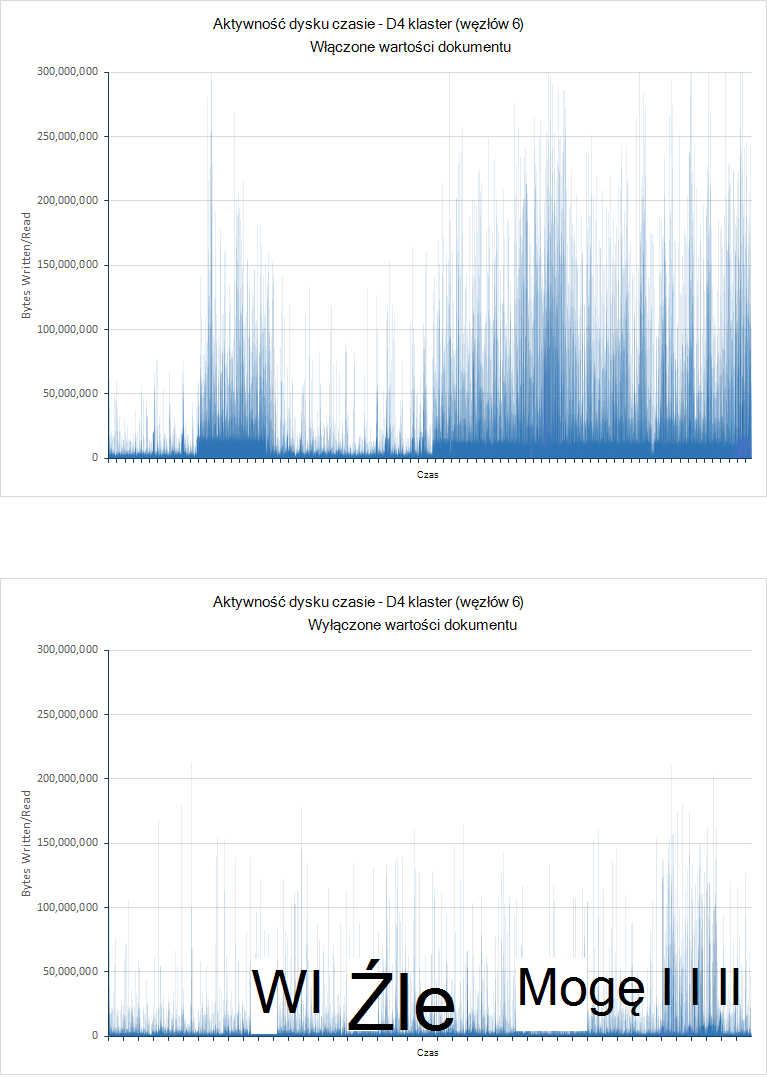 Aktywność dysku czasie - D4 klaster (węzłów 6)
Włączone wartości dokumentu
300,000,000
250,000,000
200,000,000
150,000,000
100,000,000
50,000,000
0
Bytes Written/Read
Czas
Aktywność dysku czasie - D4 klaster (węzłów 6)
Wyłączone wartości dokumentu
300,000,000
250,000,000
200,000,000
150,000,000
100,000,000
50,000,000
0
Bytes Written/Read
WI Źle Mogę I I II
Czas